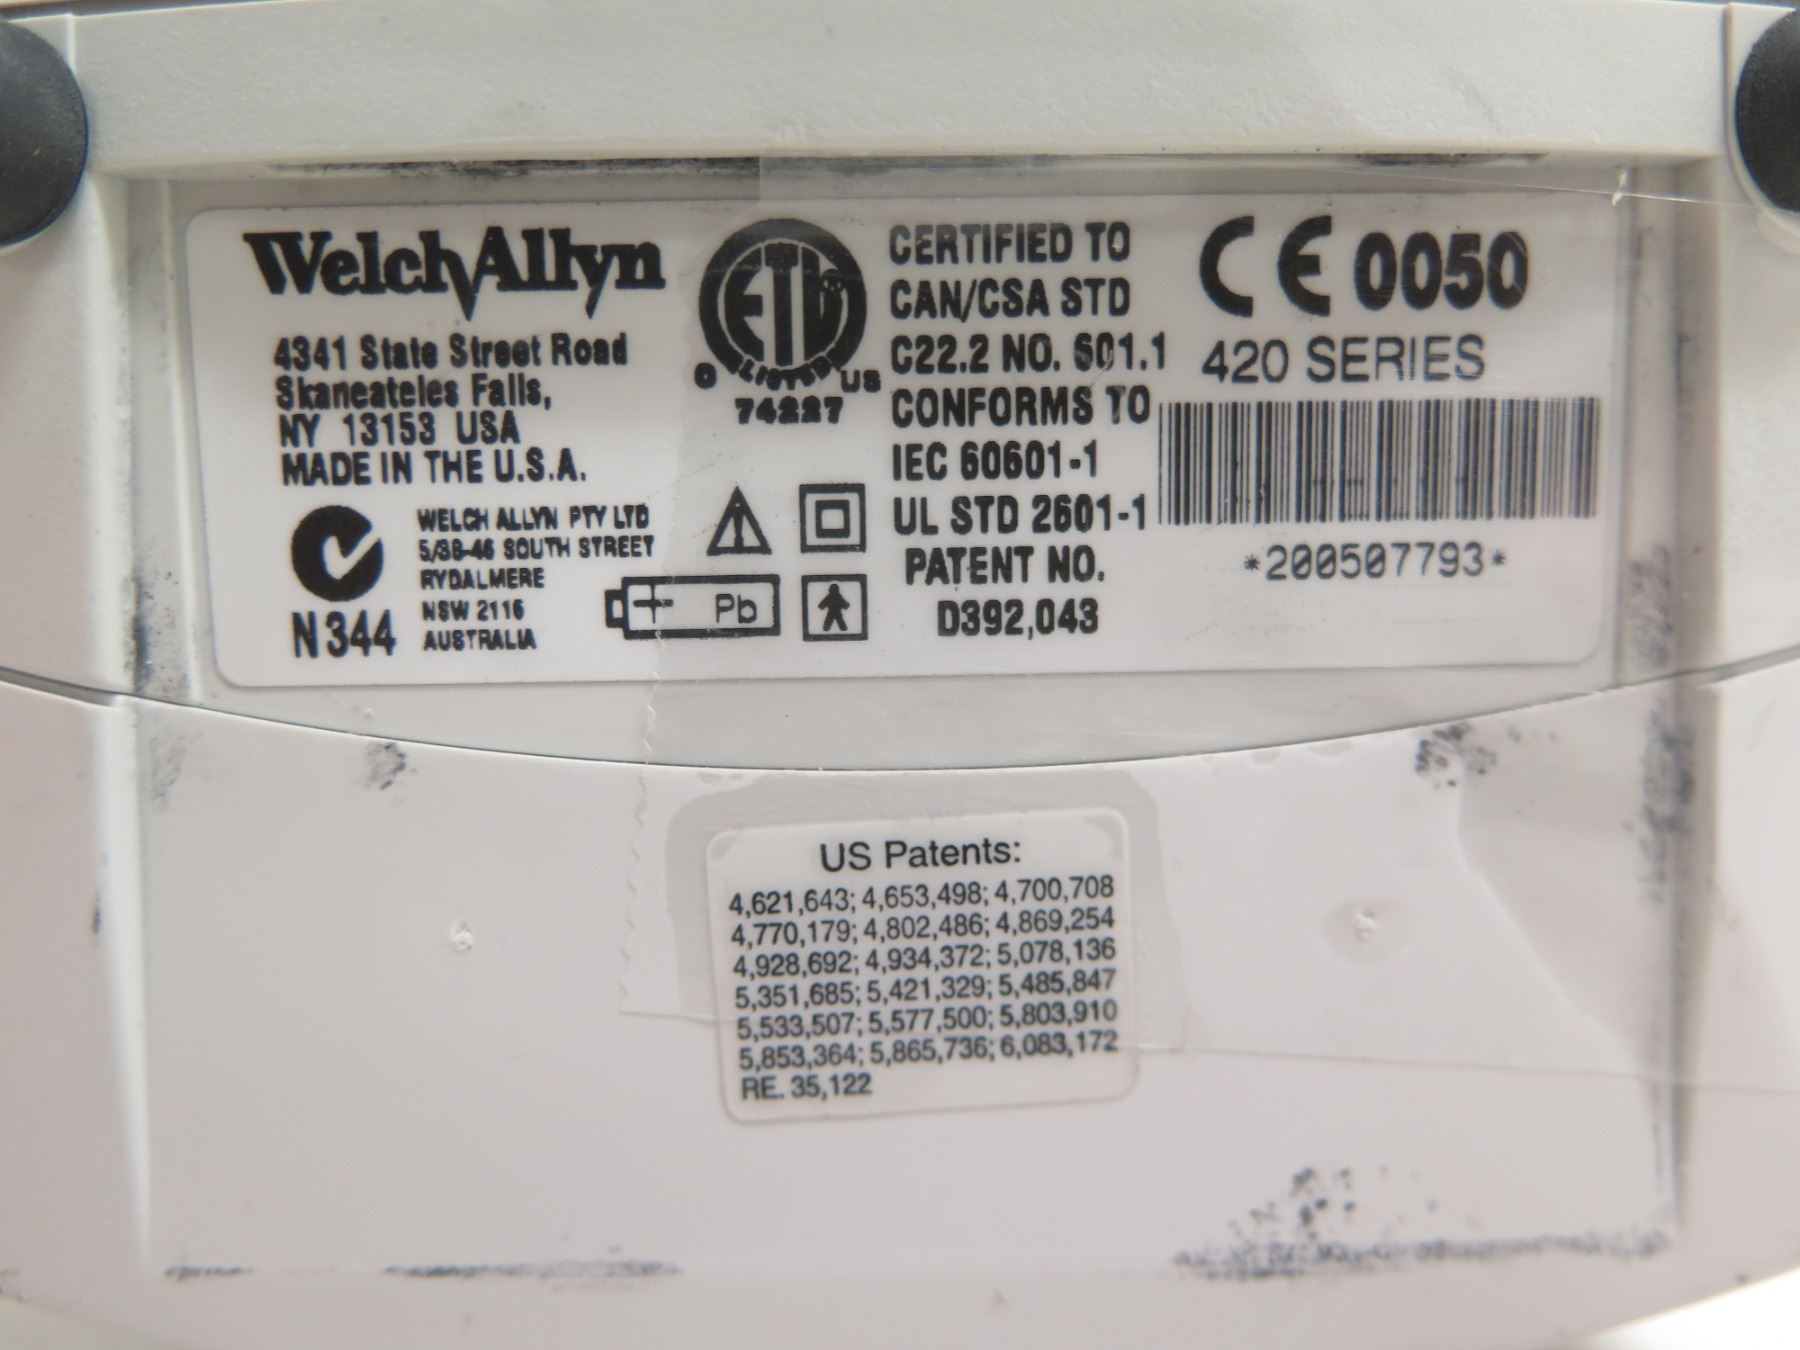 WelchAllyn
4341 State Street Road
Skaneateles Falls,
NY 13153 USA
MADE IN THE U.S.A.
N344
WELCH ALLYN PTY LTD
5/38-46 SOUTH STREET
RYDALMERE
NSW 2116
AUSTRALIA
ETL
LISTED
C US
74227
Pb
CERTIFIED TO
CAN/CSA STD
C22.2 NO. 601.1
CONFORMS TO
IEC 60601-1
UL STD 2601-1
PATENT NO.
D392,043
CE 0050
420 SERIES
*200507793*
US Patents:
4,621,643; 4,653,498; 4,700,708
4,770,179; 4,802,486; 4,869,254
4,928,692; 4,934,372; 5,078,136
5,351,685; 5,421,329; 5,485,847
5,533,507; 5,577,500; 5,803,910
5,853,364; 5,865,736; 6,083,172
RE. 35,122